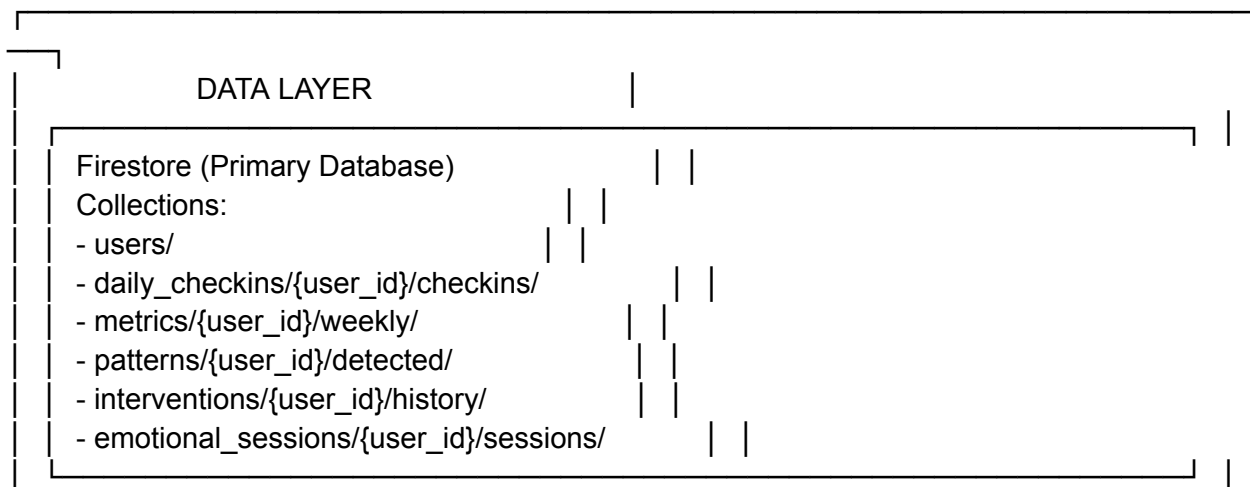 DATA LAYER
Firestore (Primary Database)
Collections:
- users/
- daily_checkins/{user_id}/checkins/
- metrics/{user_id}/weekly/
- patterns/{user_id}/detected/
- interventions/{user_id}/history/
- emotional_sessions/{user_id}/sessions/